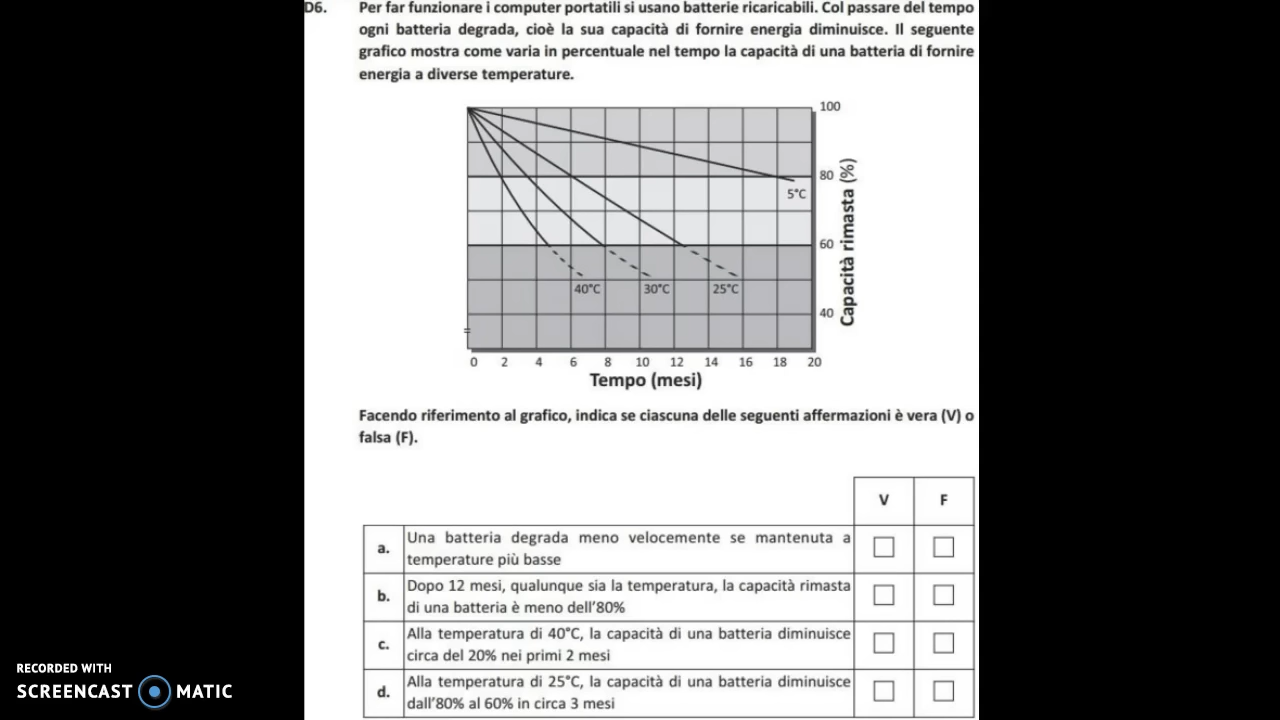 D6. Per far funzionare i computer portatili si usano batterie ricaricabili. Col passare del tempo
ogni batteria degrada, cioè la sua capacità di fornire energia diminuisce. Il seguente
grafico mostra come varia in percentuale nel tempo la capacità di una batteria di fornire
energia a diverse temperature.
100
80
60
40
Capacità rimasta (%)
5°C
40°C 30°C 25°C
=
0 2 4 6 8 10 12 14 16 18 20
Tempo (mesi)
Facendo riferimento al grafico, indica se ciascuna delle seguenti affermazioni è vera (V) o
falsa (F).
V F
a. Una batteria degrada meno velocemente se mantenuta a
temperature più basse
b. Dopo 12 mesi, qualunque sia la temperatura, la capacità rimasta
di una batteria è meno dell'80%
c. Alla temperatura di 40°C, la capacità di una batteria diminuisce
circa del 20% nei primi 2 mesi
d. Alla temperatura di 25°C, la capacità di una batteria diminuisce
dall'80% al 60% in circa 3 mesi
RECORDED WITH
SCREENCAST MATIC